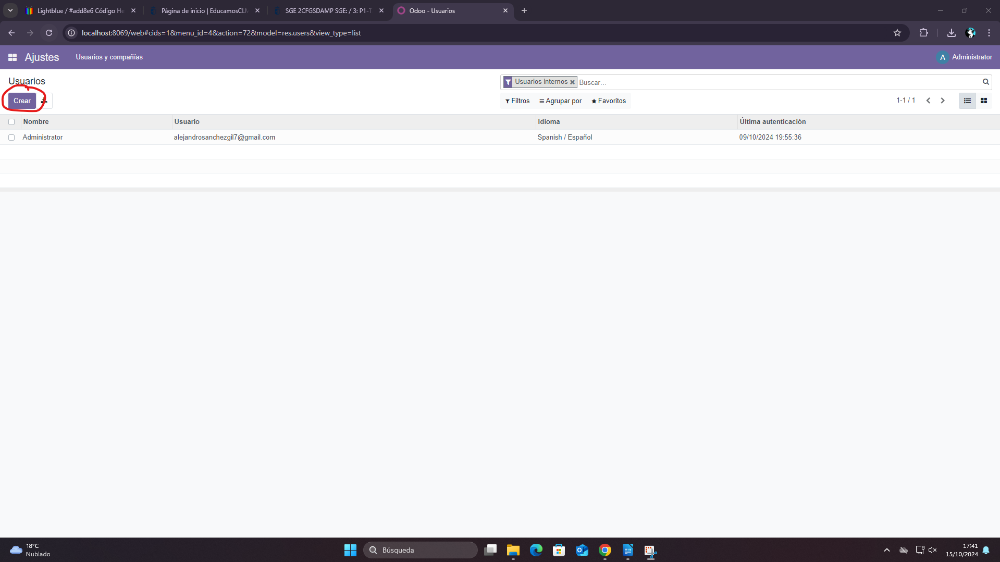 Lightblue / #add8e6 Código He
Página de inicio | EducamosCLM
SGE 2CFGSDAMP SGE: / 3: P1-T
Odoo - Usuarios
localhost:8069/web#cids=1&menu_id=4&action=72&model=res.users&view_type=list
Ajustes
Usuarios y compañías
A
Administrator
Usuarios
Usuarios internos
Buscar...
Crear
Filtros
Agrupar por
Favoritos
1-1 / 1
Nombre
Usuario
Idioma
Última autenticación
Administrator
alejandrosanchezgil7@gmail.com
Spanish / Español
09/10/2024 19:55:36
18°C
Nublado
Búsqueda
17:41
15/10/2024